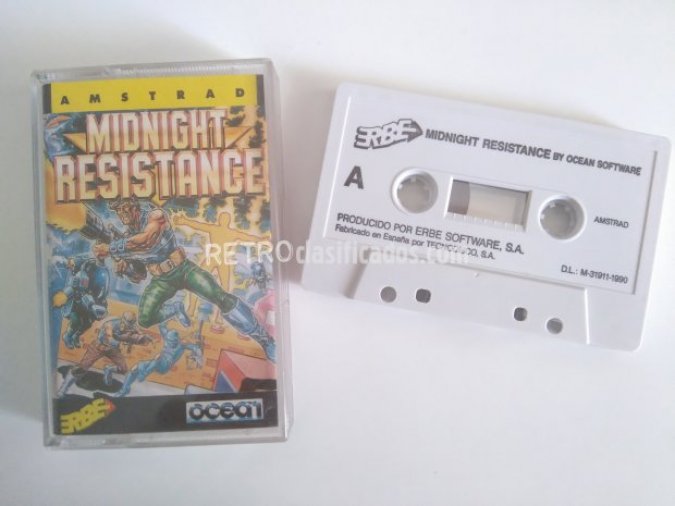 AMSTRAD
MIDNIGHT
RESISTANCE
ERBE
ocean
ERBE MIDNIGHT RESISTANCE BY OCEAN SOFTWARE
A
AMSTRAD
PRODUCIDO POR ERBE SOFTWARE, S.A.
Fabricado en España por TECNODISCO, S.A.
D.L.: M-31911-1990
RETROclasificados.com